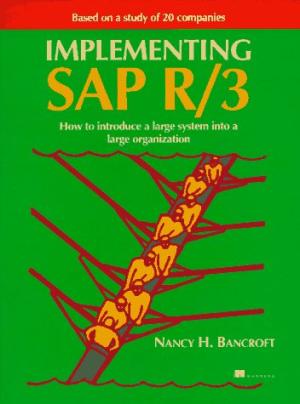 Based on a study of 20 companies
IMPLEMENTING
SAP R/3
How to introduce a large system into a
large organization
NANCY H. BANCROFT
MANNING